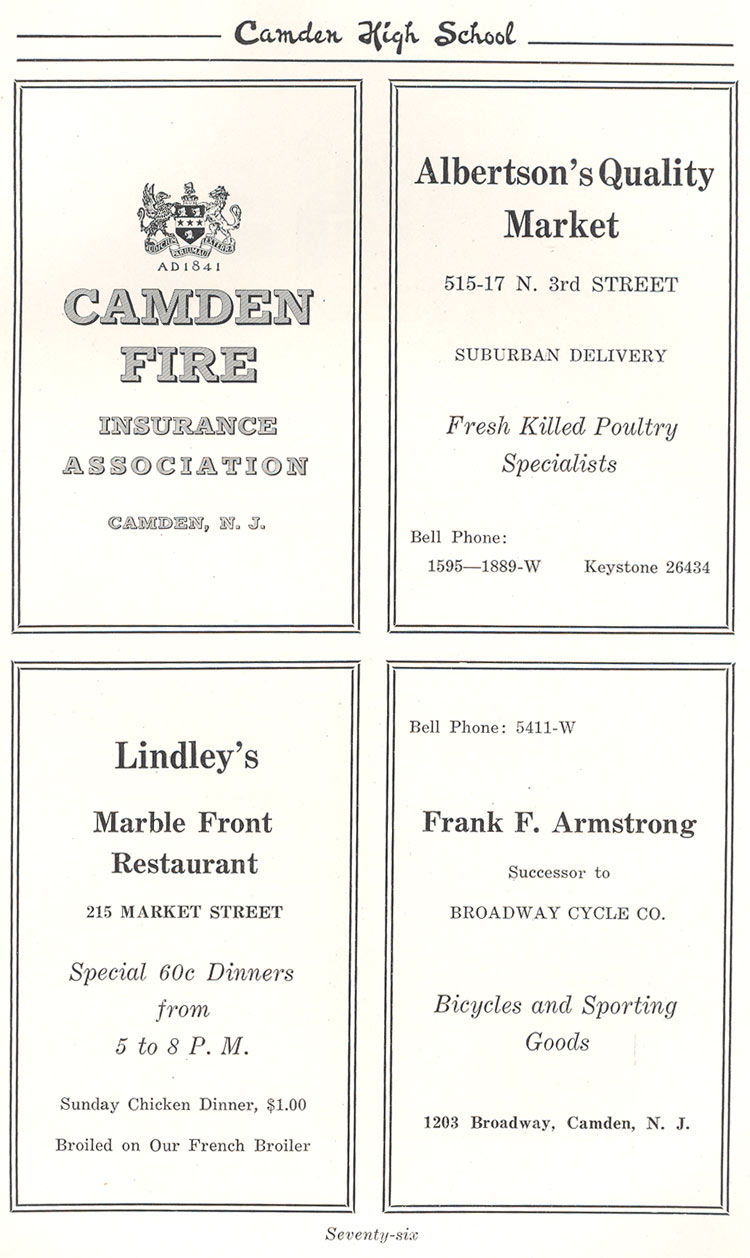 Camden High School
AD 1841
CAMDEN
FIRE
INSURANCE
ASSOCIATION
CAMDEN, N. J.
Albertson's Quality
Market
515-17 N. 3rd STREET
SUBURBAN DELIVERY
Fresh Killed Poultry
Specialists
Bell Phone:
1595—1889-W Keystone 26434
Lindley's
Marble Front
Restaurant
215 MARKET STREET
Special 60c Dinners
from
5 to 8 P. M.
Sunday Chicken Dinner, $1.00
Broiled on Our French Broiler
Bell Phone: 5411-W
Frank F. Armstrong
Successor to
BROADWAY CYCLE CO.
Bicycles and Sporting
Goods
1203 Broadway, Camden, N. J.
Seventy-six